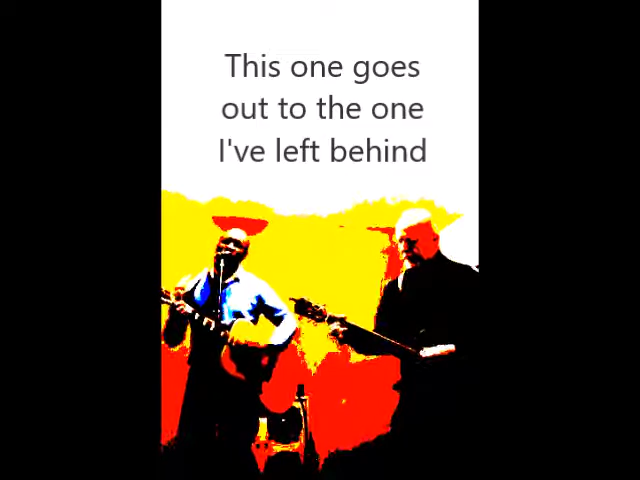 This one goes
out to the one
I've left behind